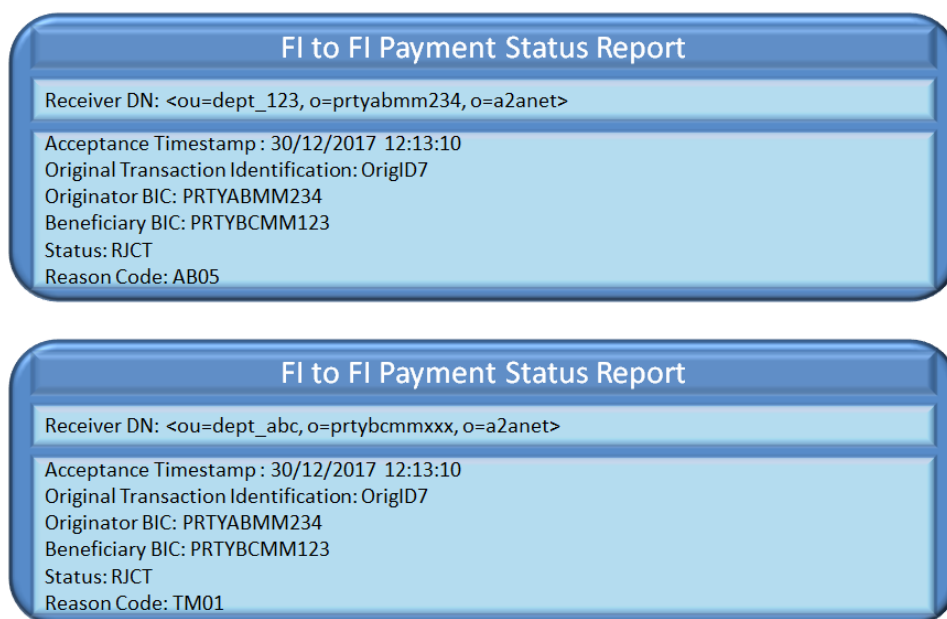 FI to FI Payment Status Report
Receiver DN: <ou=dept_123, o=prtyabmm234, o=a2anet>
Acceptance Timestamp : 30/12/2017 12:13:10
Original Transaction Identification: OrigID7
Originator BIC: PRTYABMM234
Beneficiary BIC: PRTYBCMM123
Status: RJCT
Reason Code: AB05
FI to FI Payment Status Report
Receiver DN: <ou=dept_abc, o=prtybcmmxxx, o=a2anet>
Acceptance Timestamp : 30/12/2017 12:13:10
Original Transaction Identification: OrigID7
Originator BIC: PRTYABMM234
Beneficiary BIC: PRTYBCMM123
Status: RJCT
Reason Code: TM01